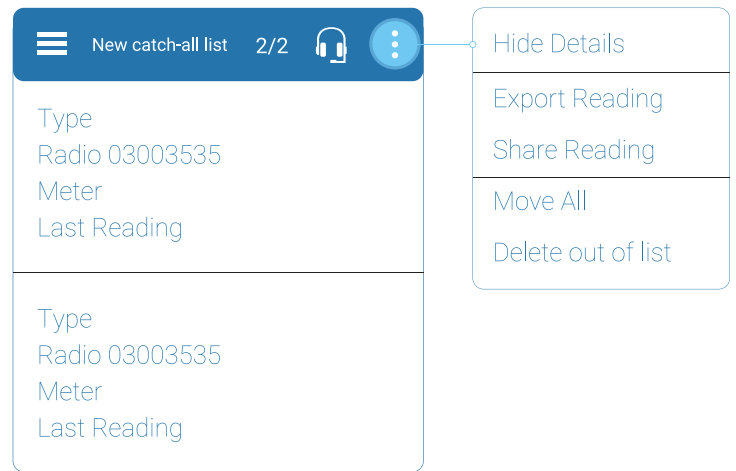 New catch-all list 2/2
Type
Radio 03003535
Meter
Last Reading
Type
Radio 03003535
Meter
Last Reading
Hide Details
Export Reading
Share Reading
Move All
Delete out of list